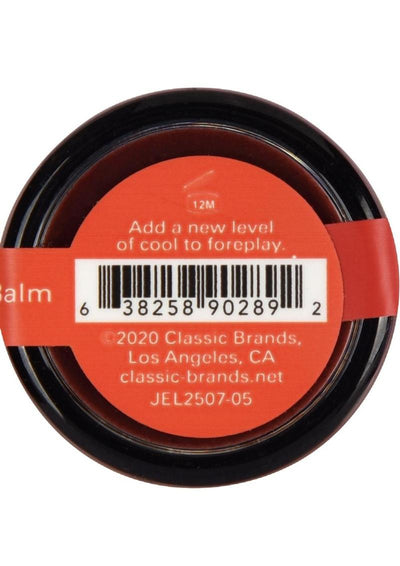 12M
Add a new level
of cool to foreplay.
Balm
6 38258 90289 2
©2020 Classic Brands,
Los Angeles, CA
classic-brands.net
JEL2507-05